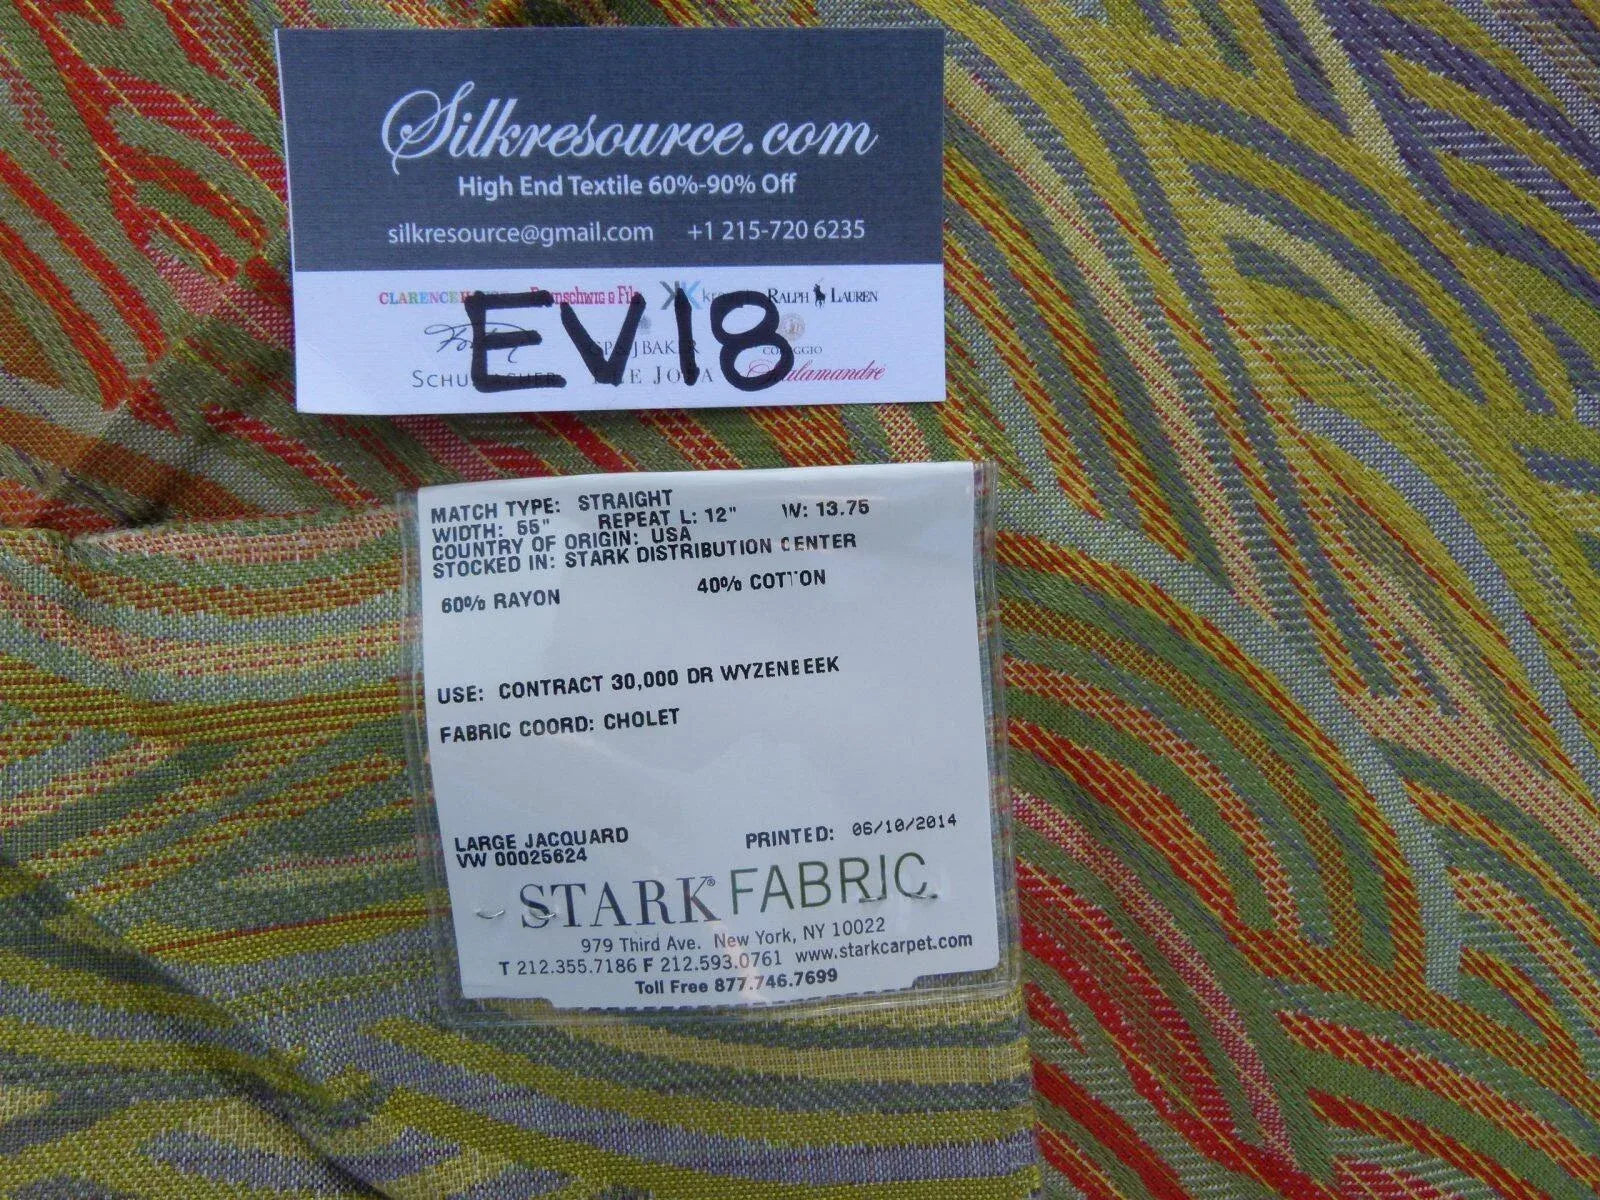 Silkresource.com
High End Textile 60%-90% Off
silkresource@gmail.com +1 215-720 6235
RALPH LAUREN
EV18
MATCH TYPE: STRAIGHT
WIDTH: 55" REPEAT L: 12" W: 13.75
COUNTRY OF ORIGIN: USA
STOCKED IN: STARK DISTRIBUTION CENTER
60% RAYON 40% COTTON
USE: CONTRACT 30,000 DR WYZENBEEK
FABRIC COORD: CHOLET
LARGE JACQUARD PRINTED: 06/10/2014
VW 00025624
STARK® FABRIC.
979 Third Ave. New York, NY 10022
T 212.355.7186 F 212.593.0761 www.starkcarpet.com
Toll Free 877.746.7699